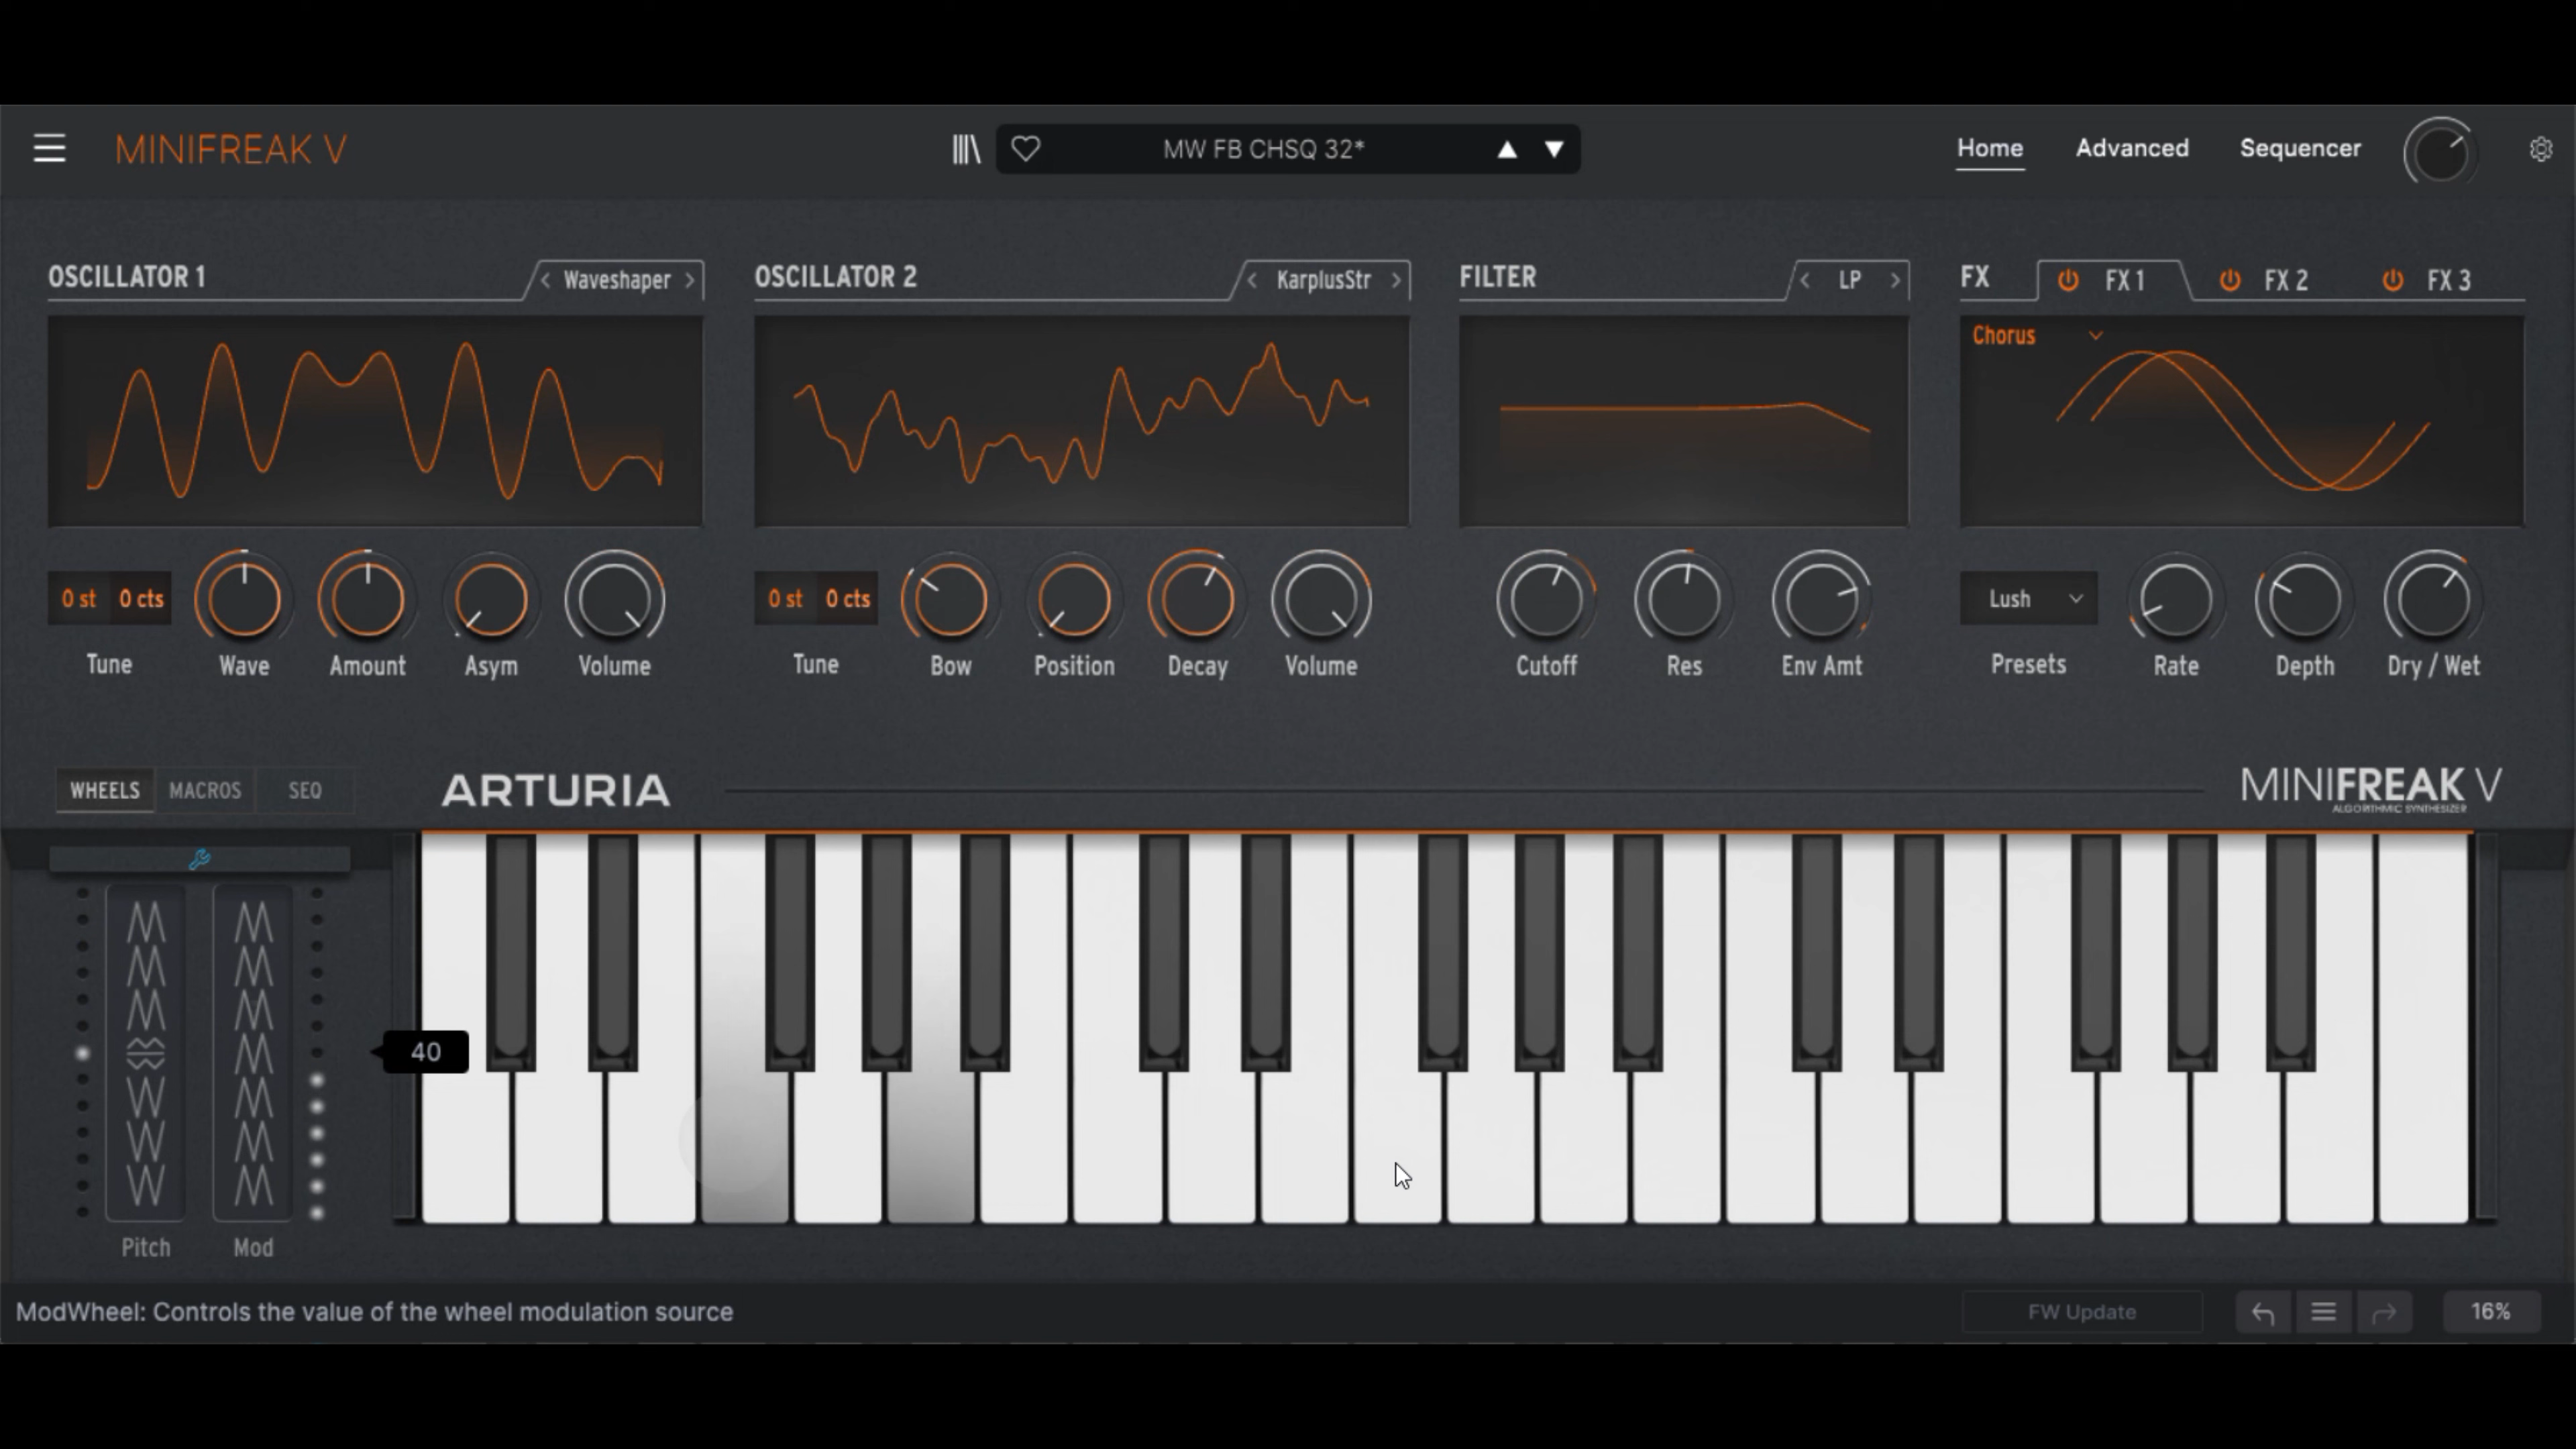 MINIFREAK V
MW FB CHSQ 32*
Home Advanced Sequencer
OSCILLATOR 1 Waveshaper
OSCILLATOR 2 KarplusStr
FILTER LP
FX FX 1 FX 2 FX 3
Chorus
0 st 0 cts
Tune Wave Amount Asym Volume
0 st 0 cts
Tune Bow Position Decay Volume
Cutoff Res Env Amt
Lush
Presets Rate Depth Dry / Wet
WHEELS MACROS SEQ
ARTURIA
MINIFREAK V
ALGORITHMIC SYNTHESIZER
40
Pitch Mod
ModWheel: Controls the value of the wheel modulation source
FW Update
16%